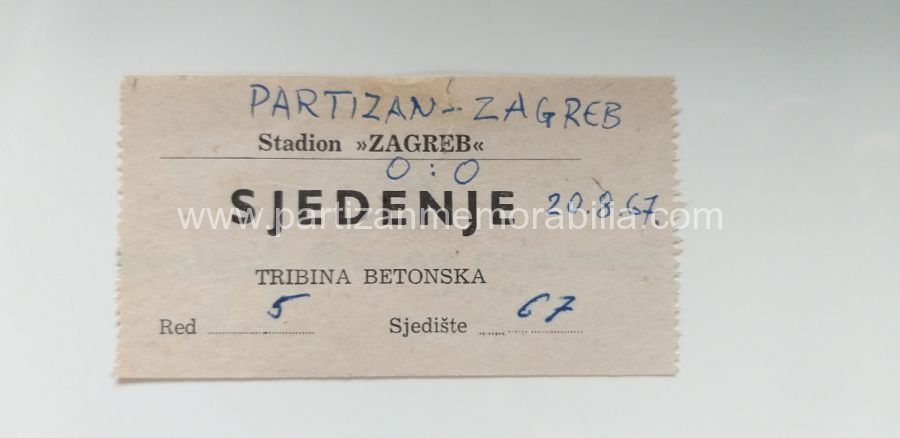 PARTIZAN - ZAGREB
Stadion »ZAGREB«
0:0
SJEDENJE 20.8.67.
www.partizanmemorabilia.com
TRIBINA BETONSKA
Red 5 Sjedište 67